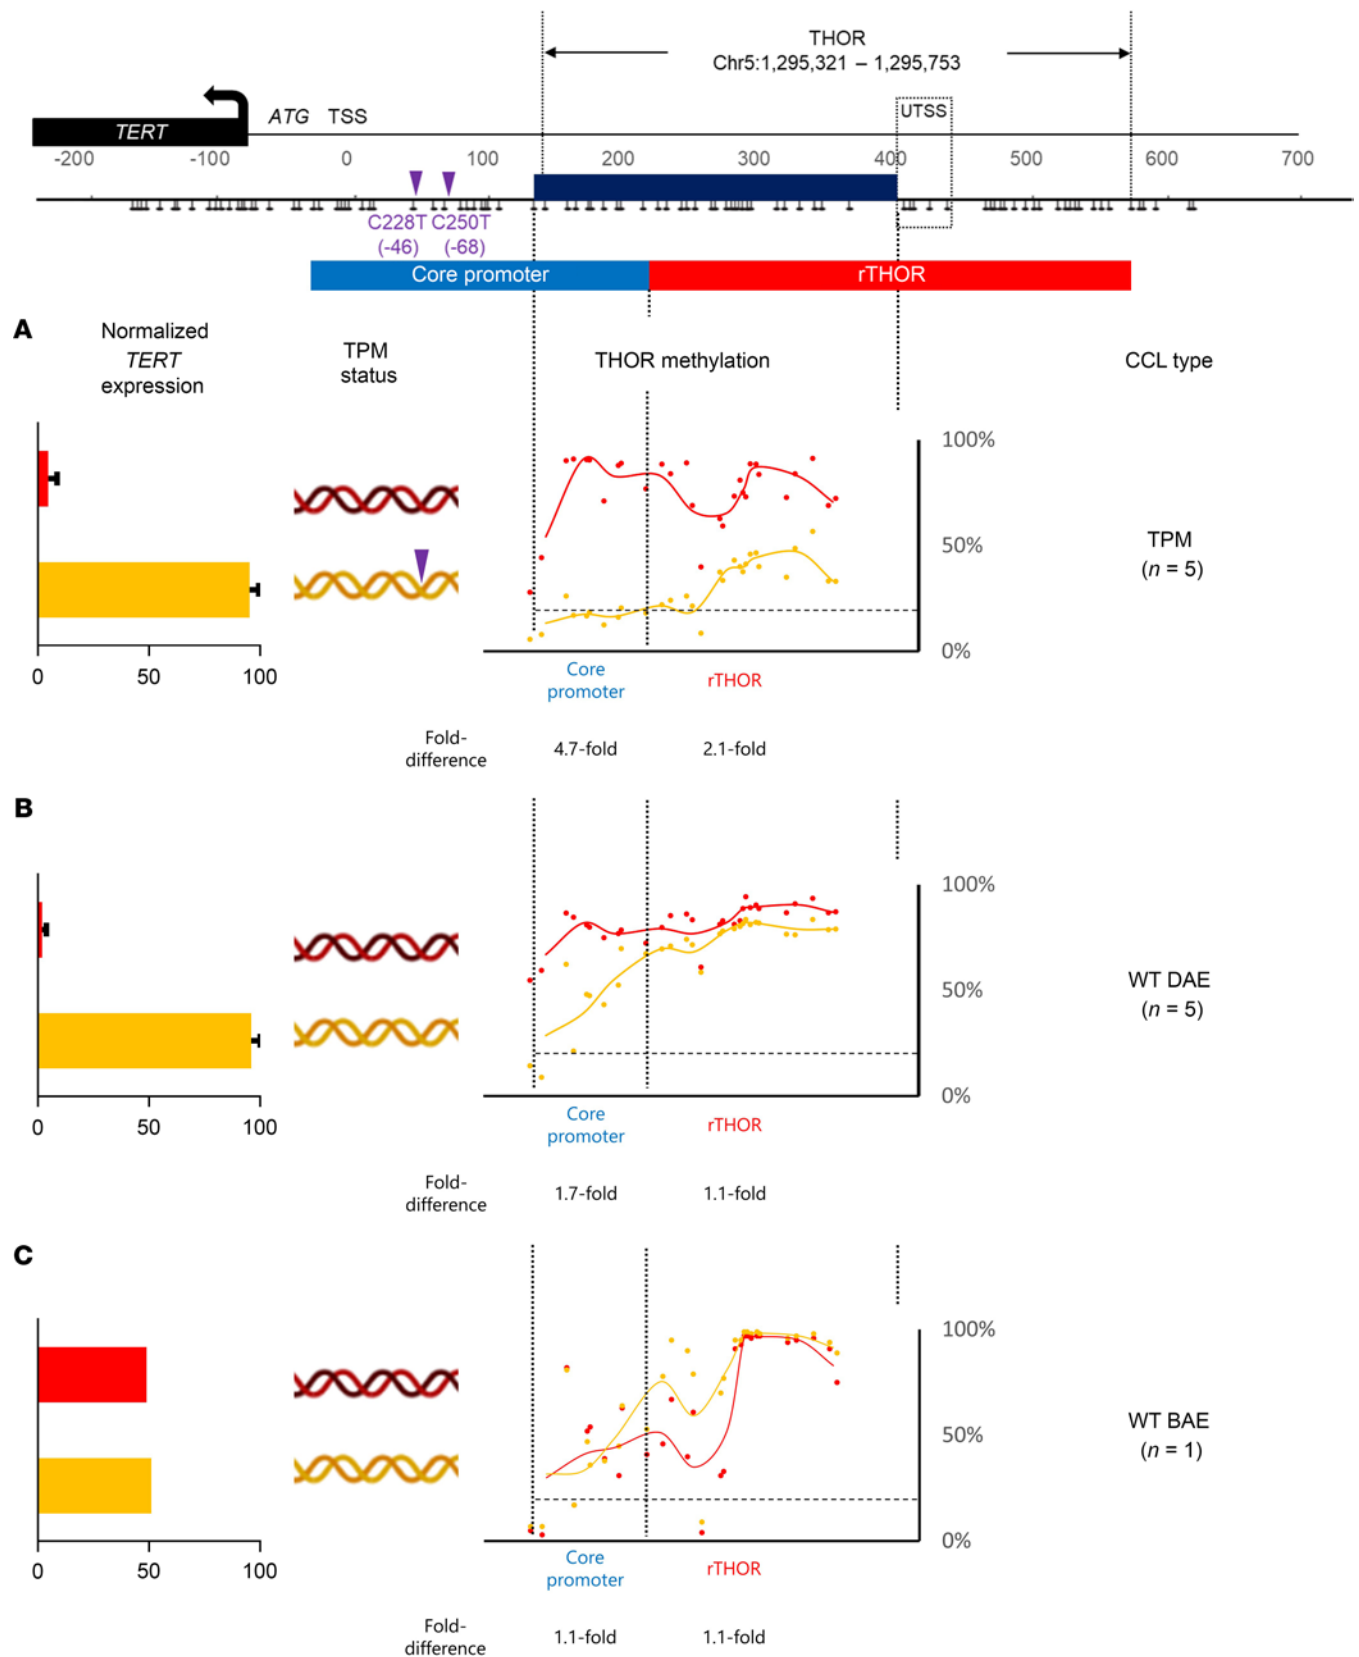 THOR
Chr5:1,295,321 – 1,295,753
UTSS
TERT
ATG TSS
-200 -100 0 100 200 300 400 500 600 700
C228T C250T
(-46) (-68)
Core promoter rTHOR
A
Normalized
TERT
expression
TPM
status
THOR methylation
CCL type
100%
50%
0%
TPM
(n = 5)
0 50 100
Core
promoter
rTHOR
Fold-
difference
4.7-fold 2.1-fold
B
100%
50%
0%
WT DAE
(n = 5)
0 50 100
Core
promoter
rTHOR
Fold-
difference
1.7-fold 1.1-fold
C
100%
50%
0%
WT BAE
(n = 1)
0 50 100
Core
promoter
rTHOR
Fold-
difference
1.1-fold 1.1-fold